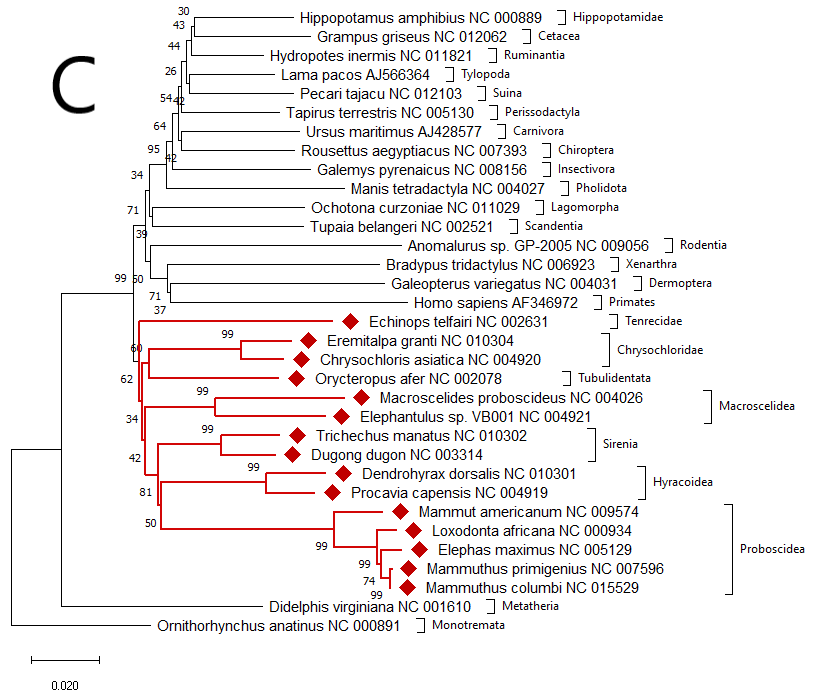 C
30
Hippopotamus amphibius NC 000889 Hippopotamidae
43
Grampus griseus NC 012062 Cetacea
44
Hydropotes inermis NC 011821 Ruminantia
26
Lama pacos AJ566364 Tylopoda
54 42
Pecari tajacu NC 012103 Suina
Tapirus terrestris NC 005130 Perissodactyla
64
Ursus maritimus AJ428577 Carnivora
95
Rousettus aegyptiacus NC 007393 Chiroptera
42
Galemys pyrenaicus NC 008156 Insectivora
34
Manis tetradactyla NC 004027 Pholidota
71
Ochotona curzoniae NC 011029 Lagomorpha
Tupaia belangeri NC 002521 Scandentia
39
Anomalurus sp. GP-2005 NC 009056 Rodentia
Bradypus tridactylus NC 006923 Xenarthra
99 50
Galeopterus variegatus NC 004031 Dermoptera
71
Homo sapiens AF346972 Primates
37
Echinops telfairi NC 002631 Tenrecidae
99
Eremitalpa granti NC 010304
60
Chrysochloridae
Chrysochloris asiatica NC 004920
62
Orycteropus afer NC 002078 Tubulidentata
99
Macroscelides proboscideus NC 004026
Macroscelidea
34
Elephantulus sp. VB001 NC 004921
99
Trichechus manatus NC 010302
Sirenia
42
Dugong dugon NC 003314
99
Dendrohyrax dorsalis NC 010301
Hyracoidea
81
Procavia capensis NC 004919
Mammut americanum NC 009574
50
Loxodonta africana NC 000934
99
Elephas maximus NC 005129
Proboscidea
99
Mammuthus primigenius NC 007596
74
Mammuthus columbi NC 015529
99
Didelphis virginiana NC 001610 Metatheria
Ornithorhynchus anatinus NC 000891 Monotremata
0.020